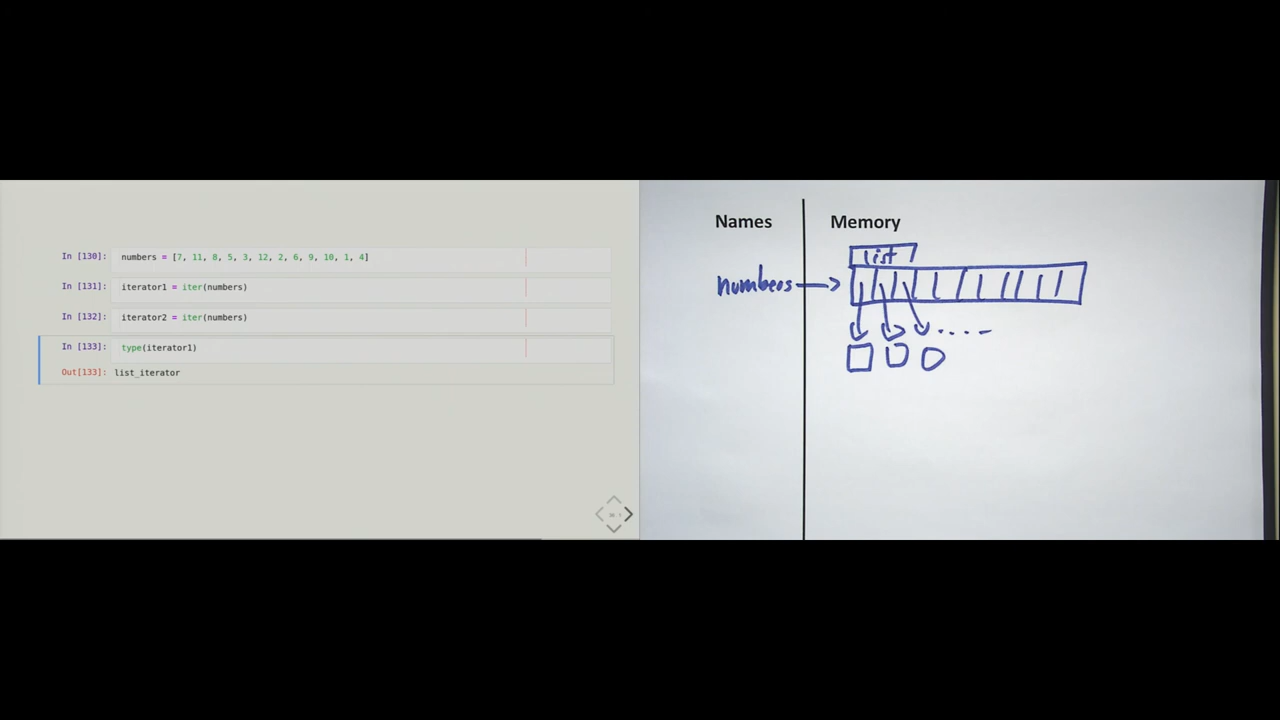 In [130]: numbers = [7, 11, 8, 5, 3, 12, 2, 6, 9, 10, 1, 4]
In [131]: iterator1 = iter(numbers)
In [132]: iterator2 = iter(numbers)
In [133]: type(iterator1)
Out[133]: list_iterator
Names Memory
list
numbers